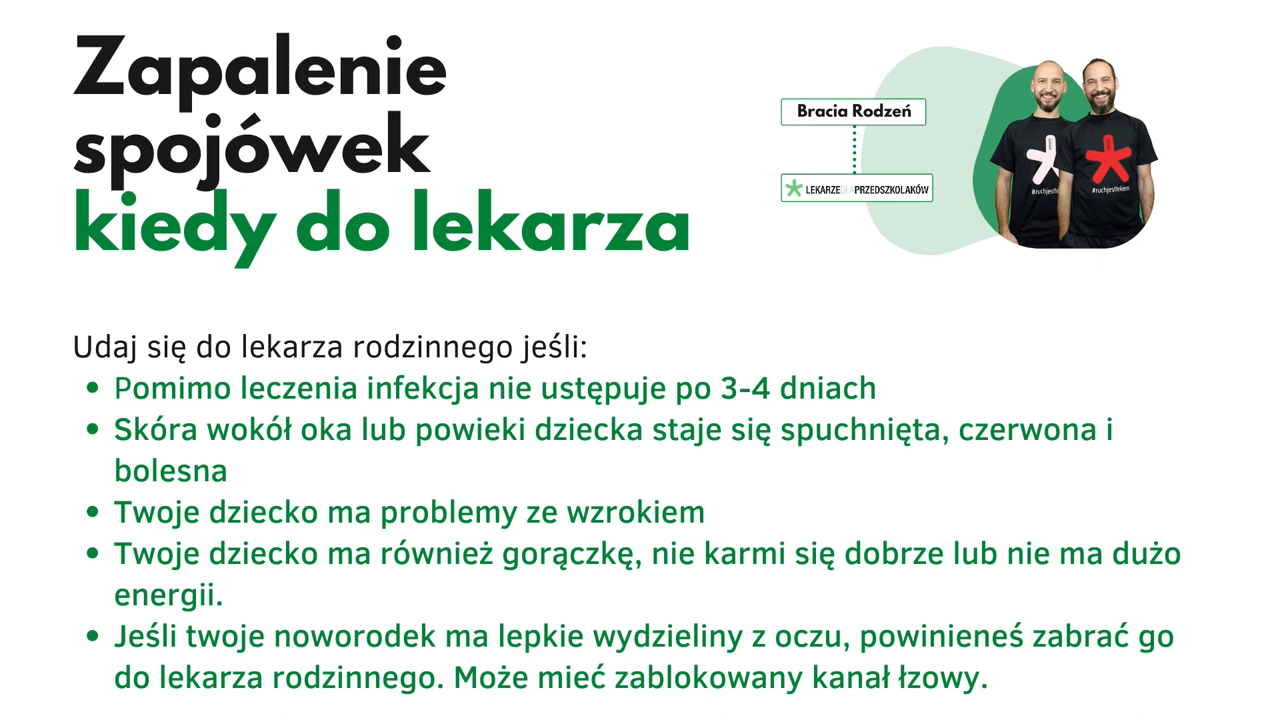 Zapalenie
spojówek
kiedy do lekarza
Bracia Rodzeń
LEKARZEDLAPRZEDSZKOLAKÓW
#ruchjestlekiem
Udaj się do lekarza rodzinnego jeśli:
• Pomimo leczenia infekcja nie ustępuje po 3-4 dniach
• Skóra wokół oka lub powieki dziecka staje się spuchnięta, czerwona i
bolesna
• Twoje dziecko ma problemy ze wzrokiem
• Twoje dziecko ma również gorączkę, nie karmi się dobrze lub nie ma dużo
energii.
• Jeśli twoje noworodek ma lepkie wydzieliny z oczu, powinieneś zabrać go
do lekarza rodzinnego. Może mieć zablokowany kanał łzowy.